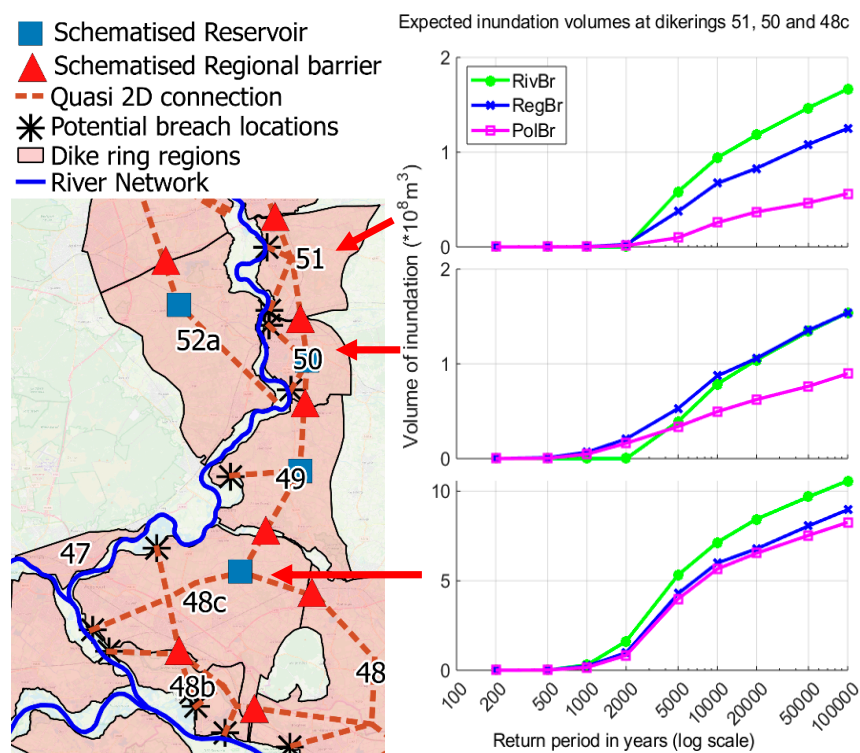 Schematised Reservoir
Schematised Regional barrier
Quasi 2D connection
Potential breach locations
Dike ring regions
River Network
51
52a
50
49
47
48c
48
48b
Expected inundation volumes at dikerings 51, 50 and 48c
RivBr
RegBr
PolBr
Volume of inundation (*10⁸m³)
2
1
0
2
1
0
10
5
0
100
200
500
1000
2000
5000
10000
20000
50000
100000
Return period in years (log scale)